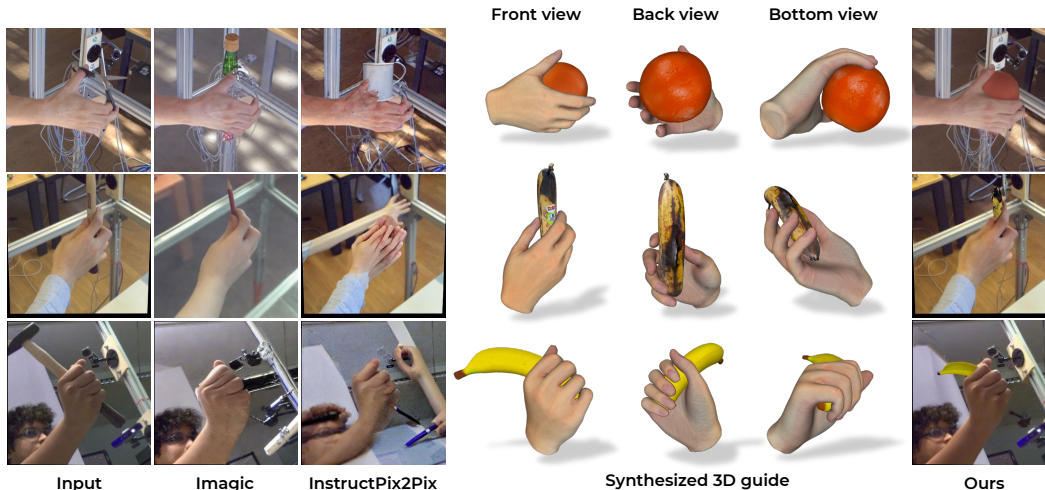 Front view
Back view
Bottom view
Input
Imagic
InstructPix2Pix
Synthesized 3D guide
Ours